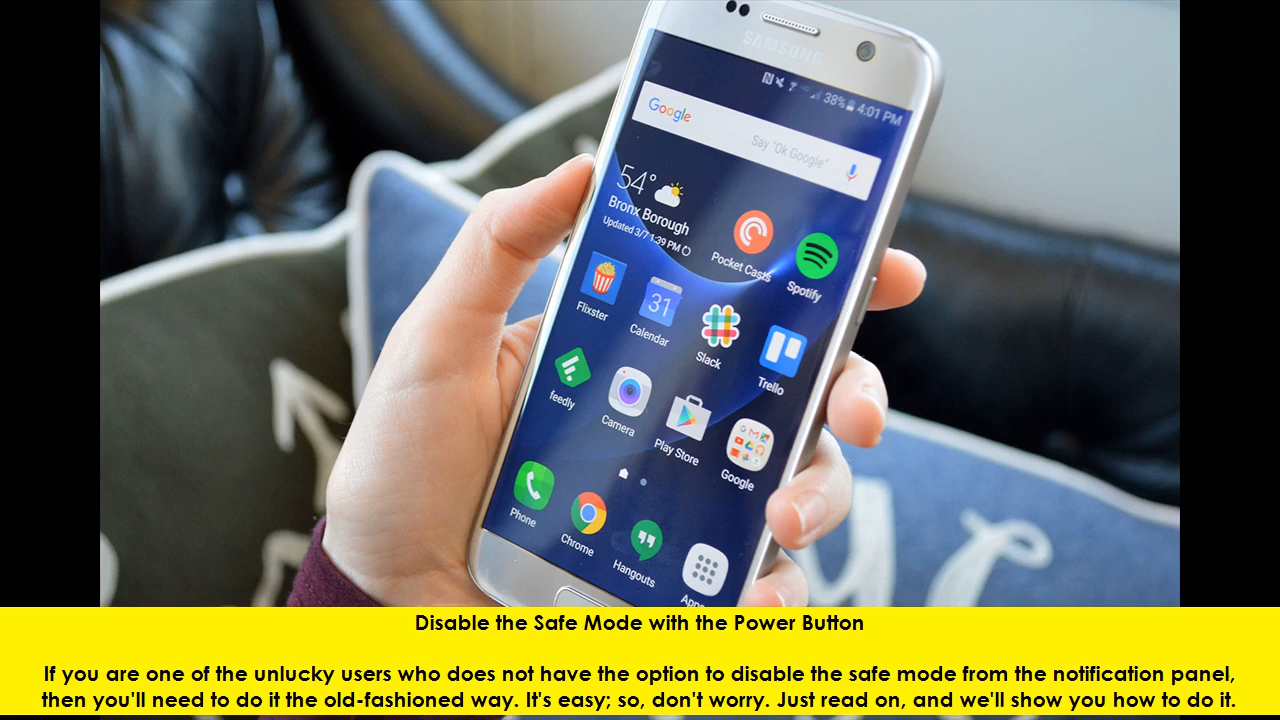 SAMSUNG
38% 4:01 PM
Google
Say "Ok Google"
54°
Bronx Borough
Updated 3/7 1:39 PM
Pocket Casts
Spotify
Flixster
31
Calendar
Slack
Trello
feedly
Camera
Play Store
Google
Phone
Chrome
Hangouts
Apps
Disable the Safe Mode with the Power Button
If you are one of the unlucky users who does not have the option to disable the safe mode from the notification panel,
then you'll need to do it the old-fashioned way. It's easy; so, don't worry. Just read on, and we'll show you how to do it.